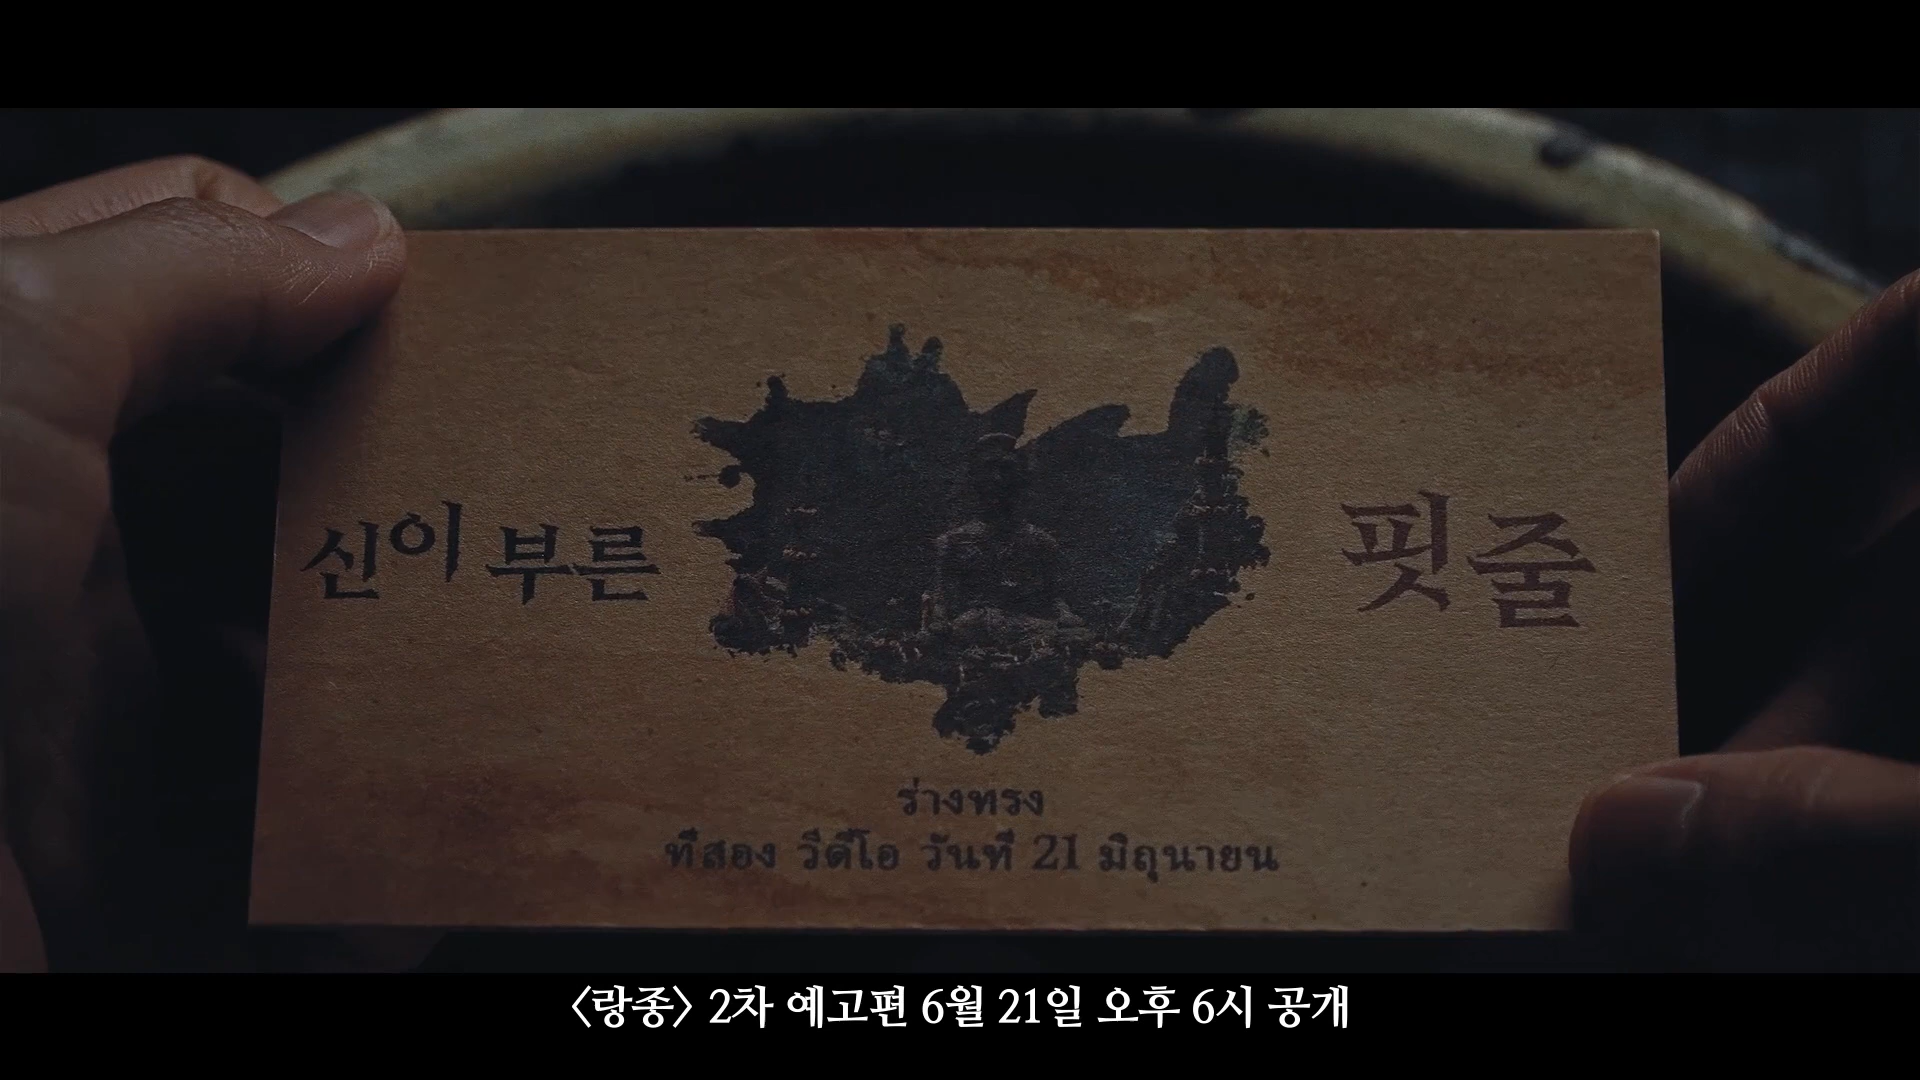 신이 부른 핏줄
ร่างทรง
ที่สอง วีดีโอ วันที่ 21 มิถุนายน
<랑종> 2차 예고편 6월 21일 오후 6시 공개